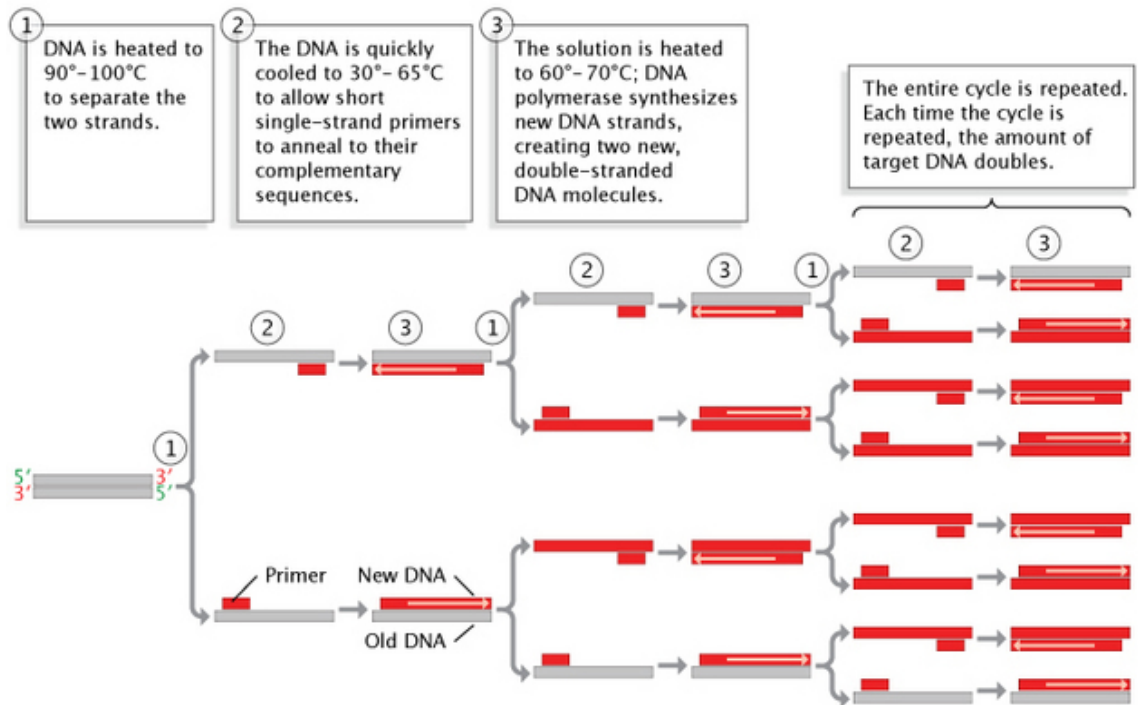 1
DNA is heated to
90°–100°C
to separate the
two strands.
2
The DNA is quickly
cooled to 30°– 65°C
to allow short
single-strand primers
to anneal to their
complementary
sequences.
3
The solution is heated
to 60°–70°C; DNA
polymerase synthesizes
new DNA strands,
creating two new,
double-stranded
DNA molecules.
The entire cycle is repeated.
Each time the cycle is
repeated, the amount of
target DNA doubles.
2 3
2 3 1
2 3 1
1
5′ 3′
3′ 5′
Primer New DNA
Old DNA